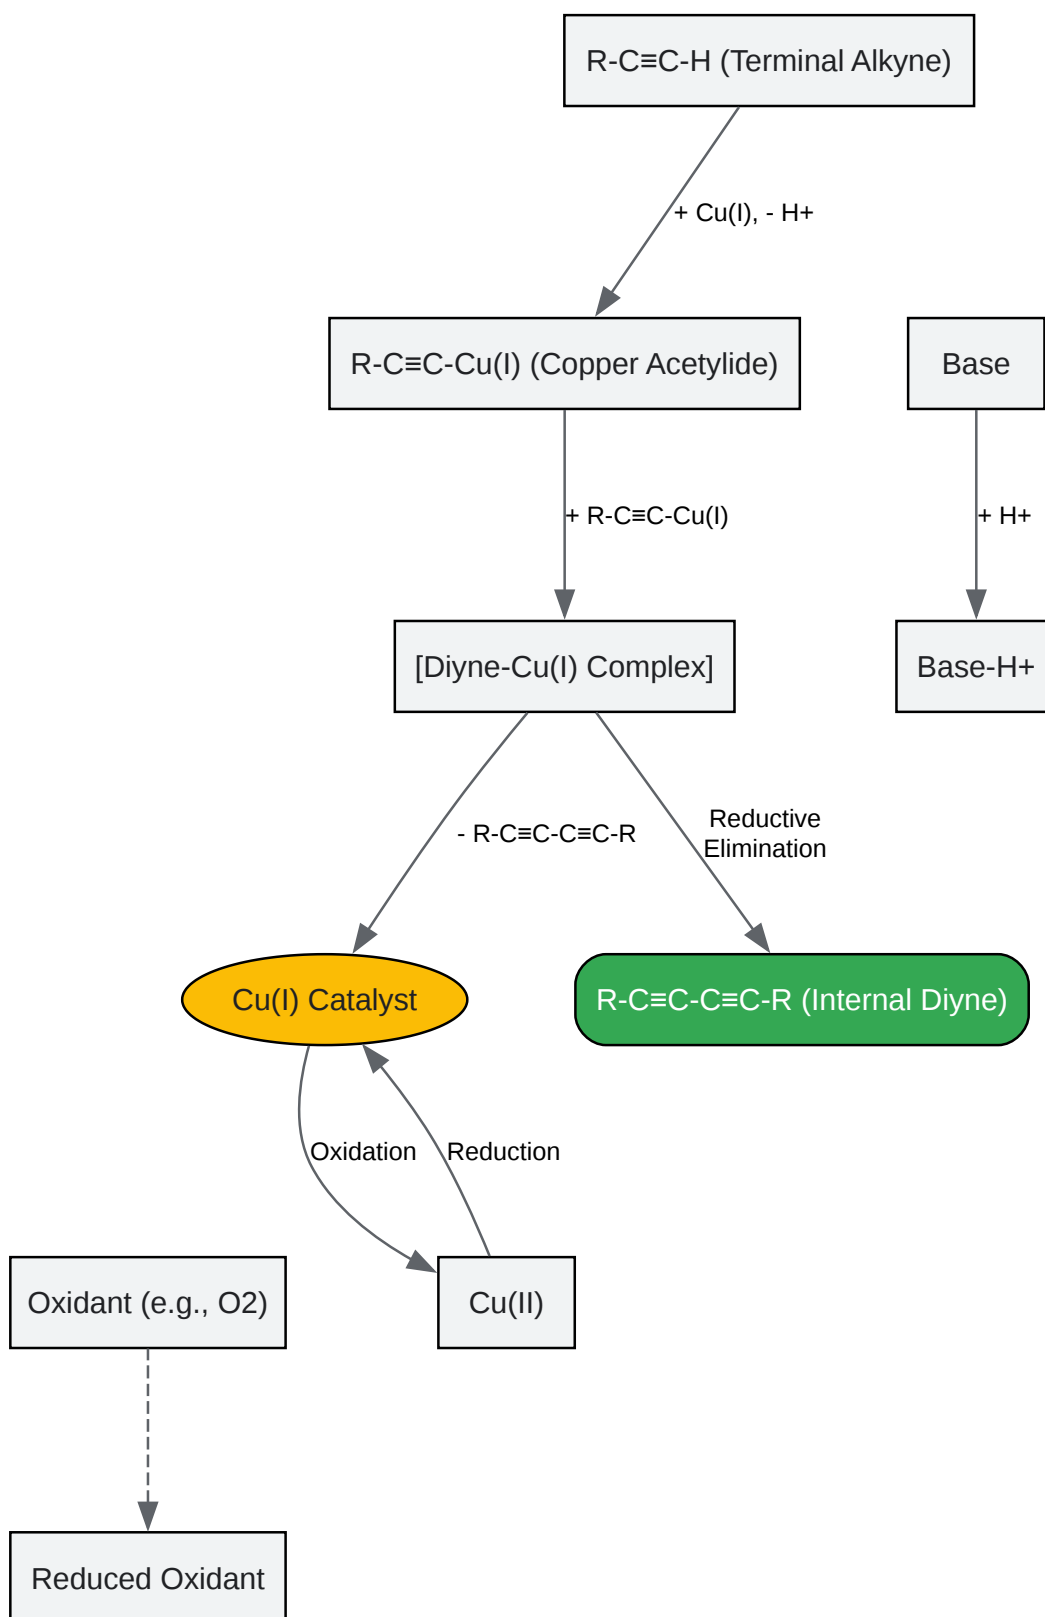 R-C≡C-H (Terminal Alkyne)
+ Cu(I), - H+
R-C≡C-Cu(I) (Copper Acetylide)
Base
+ R-C≡C-Cu(I)
+ H+
[Diyne-Cu(I) Complex]
Base-H+
- R-C≡C-C≡C-R
Reductive
Elimination
Cu(I) Catalyst
R-C≡C-C≡C-R (Internal Diyne)
Oxidation
Reduction
Oxidant (e.g., O2)
Cu(II)
Reduced Oxidant